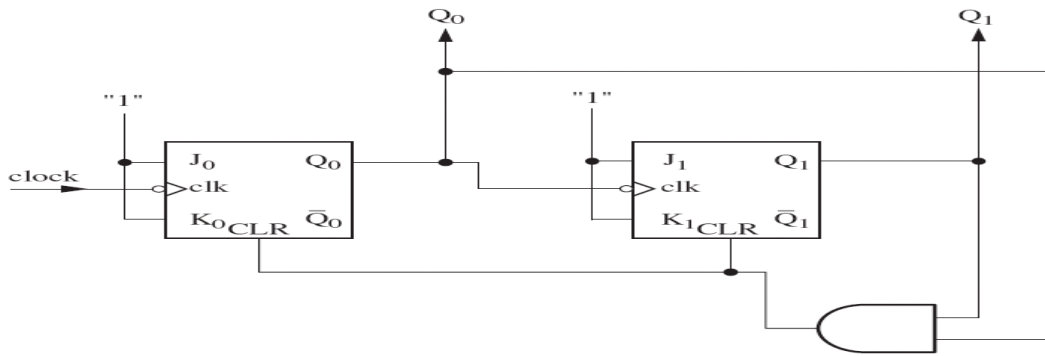 Q₀ Q₁
"1" "1"
J₀ Q₀ J₁ Q₁
clock clk clk
K₀ CLR Q̅₀ K₁ CLR Q̅₁